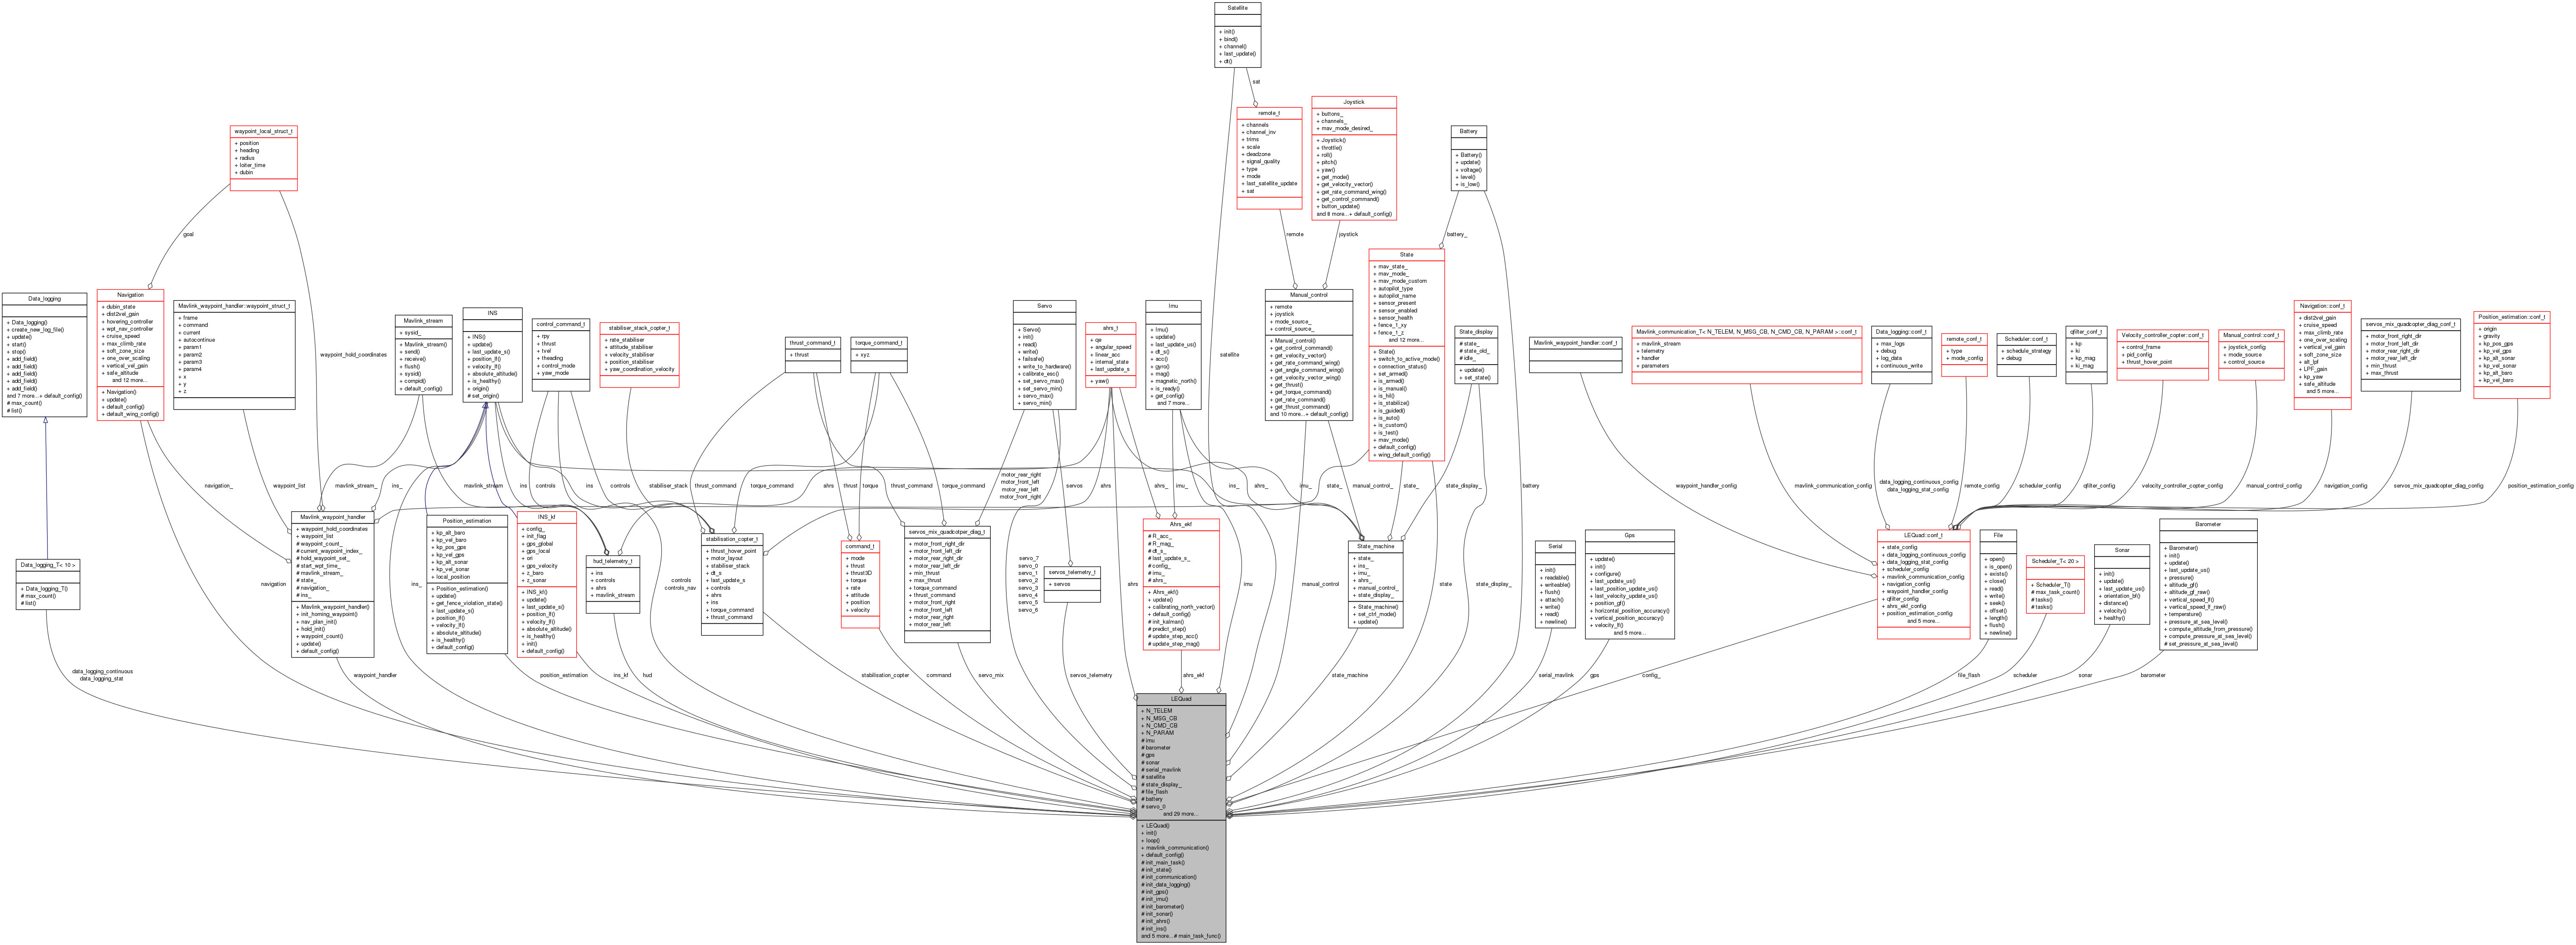 Satellite
+ init()
+ bind()
+ channel()
+ last_update()
+ dt()
sat
remote_t
+ channels
+ channel_inv
+ trims
+ scale
+ deadzone
+ signal_quality
+ type
+ mode
+ last_satellite_update
+ sat
Joystick
+ buttons_
+ channels_
+ mav_mode_desired_
+ Joystick()
+ throttle()
+ roll()
+ pitch()
+ yaw()
+ get_mode()
+ get_velocity_vector()
+ get_rate_command_wing()
+ get_control_command()
+ button_update()
and 8 more...+ default_config()
waypoint_local_struct_t
+ position
+ heading
+ radius
+ loiter_time
+ dubin
Battery
+ Battery()
+ update()
+ voltage()
+ level()
+ is_low()
goal
remote
joystick
battery_
Data_logging
+ Data_logging()
+ create_new_log_file()
+ update()
+ start()
+ stop()
+ add_field()
+ add_field()
+ add_field()
+ add_field()
+ add_field()
and 7 more...+ default_config()
# max_count()
# list()
Navigation
+ dubin_state
+ dist2vel_gain
+ hovering_controller
+ wpt_nav_controller
+ cruise_speed
+ max_climb_rate
+ soft_zone_size
+ one_over_scaling
+ vertical_vel_gain
+ safe_altitude
and 12 more...
+ Navigation()
+ update()
+ default_config()
+ default_wing_config()
Mavlink_waypoint_handler::waypoint_struct_t
+ frame
+ command
+ current
+ autocontinue
+ param1
+ param2
+ param3
+ param4
+ x
+ y
+ z
waypoint_hold_coordinates
Mavlink_stream
+ sysid_
+ Mavlink_stream()
+ send()
+ receive()
+ flush()
+ sysid()
+ compid()
+ default_config()
INS
+ INS()
+ update()
+ last_update_s()
+ position_lf()
+ velocity_lf()
+ absolute_altitude()
+ is_healthy()
+ origin()
# set_origin()
control_command_t
+ rpy
+ thrust
+ tvel
+ theading
+ control_mode
+ yaw_mode
stabiliser_stack_copter_t
+ rate_stabiliser
+ attitude_stabiliser
+ velocity_stabiliser
+ position_stabiliser
+ yaw_coordination_velocity
thrust_command_t
+ thrust
torque_command_t
+ xyz
Servo
+ Servo()
+ init()
+ read()
+ write()
+ failsafe()
+ write_to_hardware()
+ calibrate_esc()
+ set_servo_max()
+ set_servo_min()
+ servo_max()
+ servo_min()
ahrs_t
+ qe
+ angular_speed
+ linear_acc
+ internal_state
+ last_update_s
+ yaw()
Imu
+ Imu()
+ update()
+ last_update_us()
+ dt_s()
+ acc()
+ gyro()
+ mag()
+ magnetic_north()
+ is_ready()
+ get_config()
and 7 more...
satellite
Manual_control
+ remote
+ joystick
+ mode_source_
+ control_source_
+ Manual_control()
+ get_control_command()
+ get_velocity_vector()
+ get_rate_command_wing()
+ get_angle_command_wing()
+ get_velocity_vector_wing()
+ get_thrust()
+ get_torque_command()
+ get_rate_command()
+ get_thrust_command()
and 10 more...+ default_config()
State
+ mav_state_
+ mav_mode_
+ mav_mode_custom
+ autopilot_type
+ autopilot_name
+ sensor_present
+ sensor_enabled
+ sensor_health
+ fence_1_xy
+ fence_1_z
and 12 more...
+ State()
+ switch_to_active_mode()
+ connection_status()
+ set_armed()
+ is_armed()
+ is_manual()
+ is_hil()
+ is_stabilize()
+ is_guided()
+ is_auto()
+ is_custom()
+ is_test()
+ mav_mode()
+ default_config()
+ wing_default_config()
State_display
# state_
# state_old_
# idle_
+ update()
+ set_state()
Mavlink_waypoint_handler::conf_t
Mavlink_communication_T< N_TELEM, N_MSG_CB, N_CMD_CB, N_PARAM >::conf_t
+ mavlink_stream
+ telemetry
+ handler
+ parameters
Data_logging::conf_t
+ max_logs
+ debug
+ log_data
+ continuous_write
remote_conf_t
+ type
+ mode_config
Scheduler::conf_t
+ schedule_strategy
+ debug
qfilter_conf_t
+ kp
+ ki
+ kp_mag
+ ki_mag
Velocity_controller_copter::conf_t
+ control_frame
+ pid_config
+ thrust_hover_point
Manual_control::conf_t
+ joystick_config
+ mode_source
+ control_source
Navigation::conf_t
+ dist2vel_gain
+ cruise_speed
+ max_climb_rate
+ one_over_scaling
+ vertical_vel_gain
+ soft_zone_size
+ alt_lpf
+ LPF_gain
+ kp_yaw
+ safe_altitude
and 5 more...
servos_mix_quadcopter_diag_conf_t
+ motor_front_right_dir
+ motor_front_left_dir
+ motor_rear_right_dir
+ motor_rear_left_dir
+ min_thrust
+ max_thrust
Position_estimation::conf_t
+ origin
+ gravity
+ kp_pos_gps
+ kp_vel_gps
+ kp_alt_sonar
+ kp_vel_sonar
+ kp_alt_baro
+ kp_vel_baro
navigation_
waypoint_list
mavlink_stream_
ins_
mavlink_stream
ins
controls
ins
controls
stabiliser_stack
thrust_command
torque_command
ahrs
thrust
torque
thrust_command
torque_command
motor_rear_right
motor_front_left
motor_rear_left
motor_front_right
servos
ahrs
ahrs_
imu_
ins_
ahrs_
imu_
state_
manual_control_
state_
state_display_
battery
waypoint_handler_config
mavlink_communication_config
data_logging_continuous_config
data_logging_stat_config
remote_config
scheduler_config
qfilter_config
velocity_controller_copter_config
manual_control_config
navigation_config
servos_mix_quadcopter_diag_config
position_estimation_config
Data_logging_T< 10 >
+ Data_logging_T()
# max_count()
# list()
Mavlink_waypoint_handler
+ waypoint_hold_coordinates
+ waypoint_list
# waypoint_count_
# current_waypoint_index_
# hold_waypoint_set_
# start_wpt_time_
# mavlink_stream_
# state_
# navigation_
# ins_
+ Mavlink_waypoint_handler()
+ init_homing_waypoint()
+ nav_plan_init()
+ hold_init()
+ waypoint_count()
+ update()
+ default_config()
ins_
Position_estimation
+ kp_alt_baro
+ kp_vel_baro
+ kp_pos_gps
+ kp_vel_gps
+ kp_alt_sonar
+ kp_vel_sonar
+ local_position
+ Position_estimation()
+ update()
+ get_fence_violation_state()
+ last_update_s()
+ position_lf()
+ velocity_lf()
+ absolute_altitude()
+ is_healthy()
+ default_config()
INS_kf
+ config_
+ init_flag
+ gps_global
+ gps_local
+ on
+ gps_velocity
+ z_baro
+ z_sonar
+ INS_kf()
+ update()
+ last_update_s()
+ position_lf()
+ velocity_lf()
+ absolute_altitude()
+ is_healthy()
+ init()
+ default_config()
hud_telemetry_t
+ ins
+ controls
+ ahrs
+ mavlink_stream
controls
controls_nav
stabilisation_copter_t
+ thrust_hover_point
+ motor_layout
+ stabiliser_stack
+ dt_s
+ last_update_s
+ controls
+ ahrs
+ ins
+ torque_command
+ thrust_command
command_t
+ mode
+ thrust
+ thrust3D
+ torque
+ rate
+ attitude
+ position
+ velocity
servos_mix_quadcotper_diag_t
+ motor_front_right_dir
+ motor_front_left_dir
+ motor_rear_right_dir
+ motor_rear_left_dir
+ min_thrust
+ max_thrust
+ torque_command
+ thrust_command
+ motor_front_right
+ motor_front_left
+ motor_rear_right
+ motor_rear_left
servo_7
servo_0
servo_1
servo_2
servo_3
servo_4
servo_5
servo_6
servos_telemetry_t
+ servos
ahrs
Ahrs_ekf
# R_acc_
# R_mag_
# dt_s_
# last_update_s_
# config_
# imu_
# ahrs_
+ Ahrs_ekf()
+ update()
+ calibrating_north_vector()
+ default_config()
# init_kalman()
# predict_step()
# update_step_acc()
# update_step_mag()
imu
manual_control
State_machine
+ state_
+ ins_
+ imu_
+ ahrs_
+ manual_control_
+ state_display_
+ State_machine()
+ set_ctrl_mode()
+ update()
state
state_display_
Serial
+ init()
+ readable()
+ writeable()
+ flush()
+ attach()
+ write()
+ read()
+ newline()
Gps
+ update()
+ init()
+ configure()
+ last_update_us()
+ last_position_update_us()
+ last_velocity_update_us()
+ position_gf()
+ horizontal_position_accuracy()
+ vertical_position_accuracy()
+ velocity_lf()
and 5 more...
LEQuad::conf_t
+ state_config
+ data_logging_continuous_config
+ data_logging_stat_config
+ scheduler_config
+ mavlink_communication_config
+ navigation_config
+ waypoint_handler_config
+ qfilter_config
+ ahrs_ekf_config
+ position_estimation_config
and 5 more...
File
+ open()
+ is_open()
+ exists()
+ close()
+ read()
+ write()
+ seek()
+ offset()
+ length()
+ flush()
+ newline()
Scheduler_T< 20 >
+ Scheduler_T()
# max_task_count()
# tasks()
# tasks()
Sonar
+ init()
+ update()
+ last_update_us()
+ orientation_bf()
+ distance()
+ velocity()
+ healthy()
Barometer
+ Barometer()
+ init()
+ update()
+ last_update_us()
+ pressure()
+ altitude_gf()
+ altitude_gf_raw()
+ vertical_speed_lf()
+ vertical_speed_lf_raw()
+ temperature()
+ pressure_at_sea_level()
+ compute_altitude_from_pressure()
+ compute_pressure_at_sea_level()
# set_pressure_at_sea_level()
data_logging_continuous
data_logging_stat
navigation
waypoint_handler
position_estimation
ins_kf
hud
stabilisation_copter
command
servo_mix
servos_telemetry
ahrs_ekf
state_machine
serial_mavlink
gps
config_
file_flash
scheduler
sonar
barometer
LEQuad
+ N_TELEM
+ N_MSG_CB
+ N_CMD_CB
+ N_PARAM
# imu
# barometer
# gps
# sonar
# serial_mavlink
# satellite
# state_display_
# file_flash
# battery
# servo_0
and 29 more...
+ LEQuad()
+ init()
+ loop()
+ mavlink_communication()
+ default_config()
# init_main_task()
# init_state()
# init_communication()
# init_data_logging()
# init_gps()
# init_imu()
# init_barometer()
# init_sonar()
# init_ahrs()
# init_ins()
and 5 more...# main_task_func()